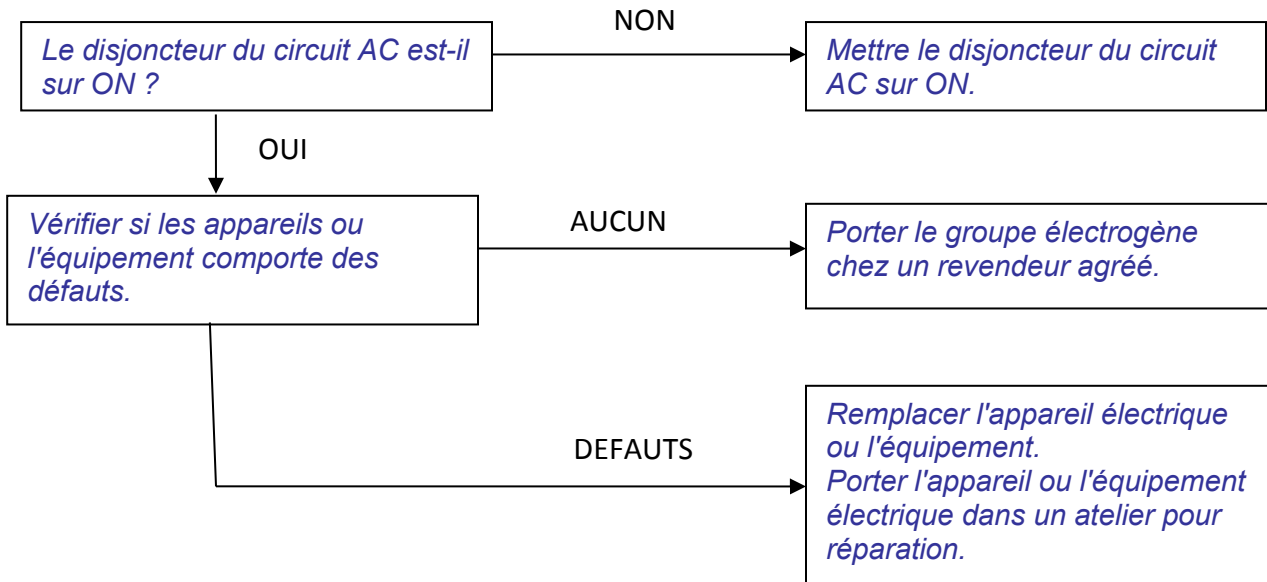 NON
Le disjoncteur du circuit AC est-il
sur ON ?
Mettre le disjoncteur du circuit
AC sur ON.
OUI
Vérifier si les appareils ou
l'équipement comporte des
défauts.
AUCUN
Porter le groupe électrogène
chez un revendeur agréé.
DEFAUTS
Remplacer l'appareil électrique
ou l'équipement.
Porter l'appareil ou l'équipement
électrique dans un atelier pour
réparation.